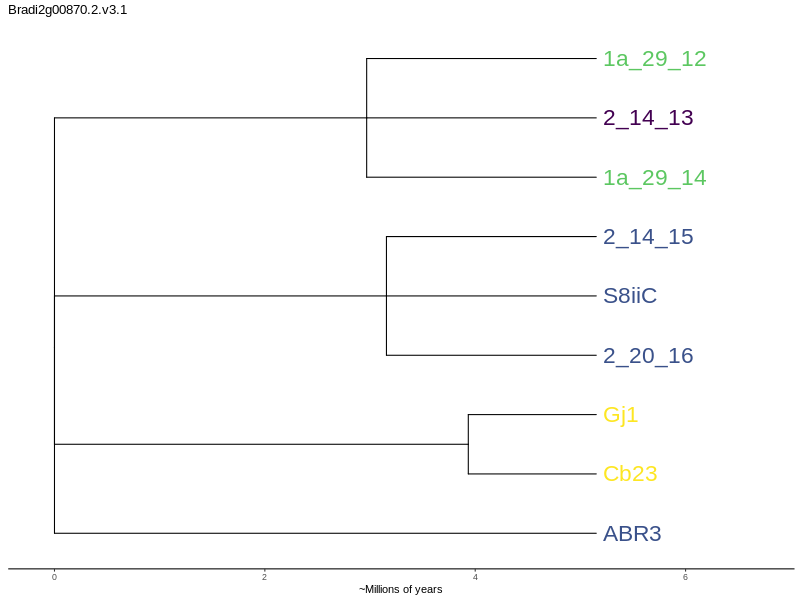 Bradi2g00870.2.v3.1
1a_29_12
2_14_13
1a_29_14
2_14_15
S8iiC
2_20_16
Gj1
Cb23
ABR3
0 2 4 6
~Millions of years